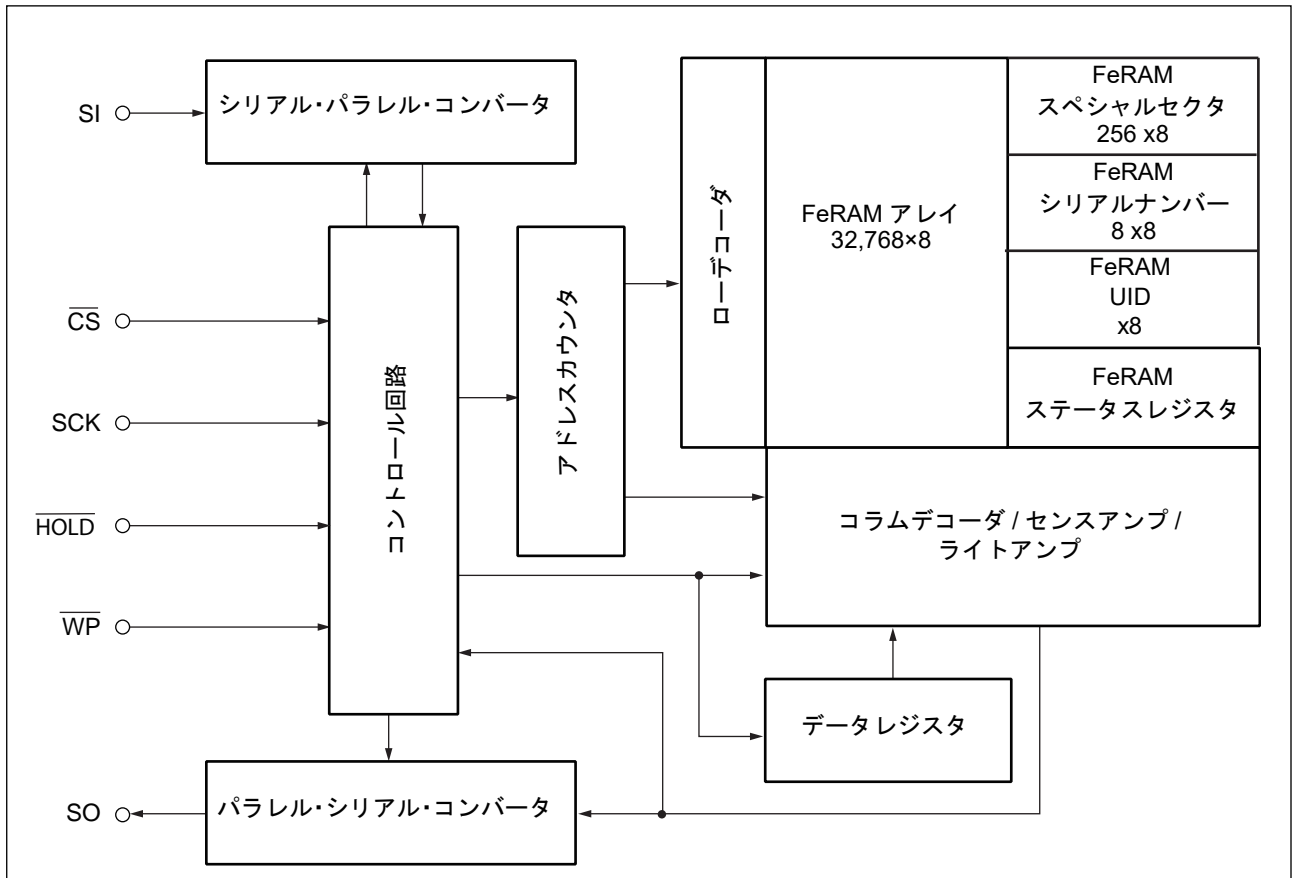 SI
シリアル・パラレル・コンバータ
CS
SCK
HOLD
WP
SO
コントロール回路
アドレスカウンタ
ローデコーダ
FeRAM アレイ
32,768×8
FeRAM
スペシャルセクタ
256 x8
FeRAM
シリアルナンバー
8 x8
FeRAM
UID
x8
FeRAM
ステータスレジスタ
コラムデコーダ / センスアンプ /
ライトアンプ
データレジスタ
パラレル・シリアル・コンバータ